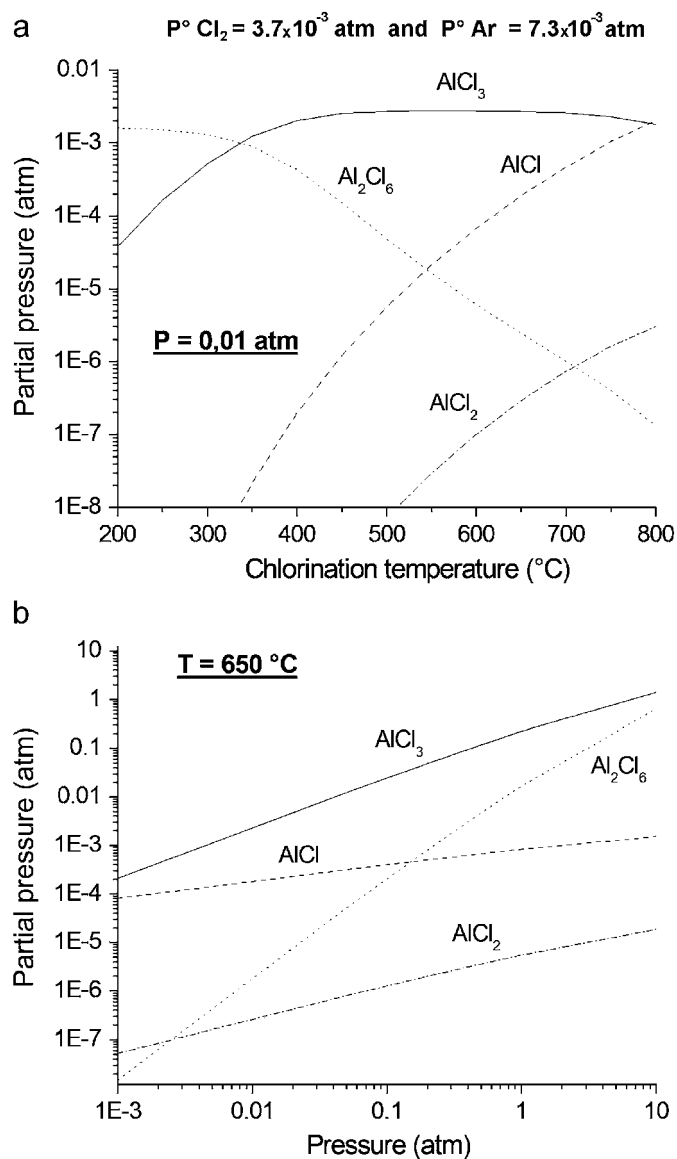 a
P° Cl₂ = 3.7x10⁻³ atm and P° Ar = 7.3x10⁻³ atm
0.01
1E-3
1E-4
1E-5
1E-6
1E-7
1E-8
Partial pressure (atm)
AlCl₃
Al₂Cl₆
AlCl
AlCl₂
P = 0,01 atm
200 300 400 500 600 700 800
Chlorination temperature (°C)
b
10
1
0.1
0.01
1E-3
1E-4
1E-5
1E-6
1E-7
Partial pressure (atm)
T = 650 °C
AlCl₃
Al₂Cl₆
AlCl
AlCl₂
1E-3 0.01 0.1 1 10
Pressure (atm)